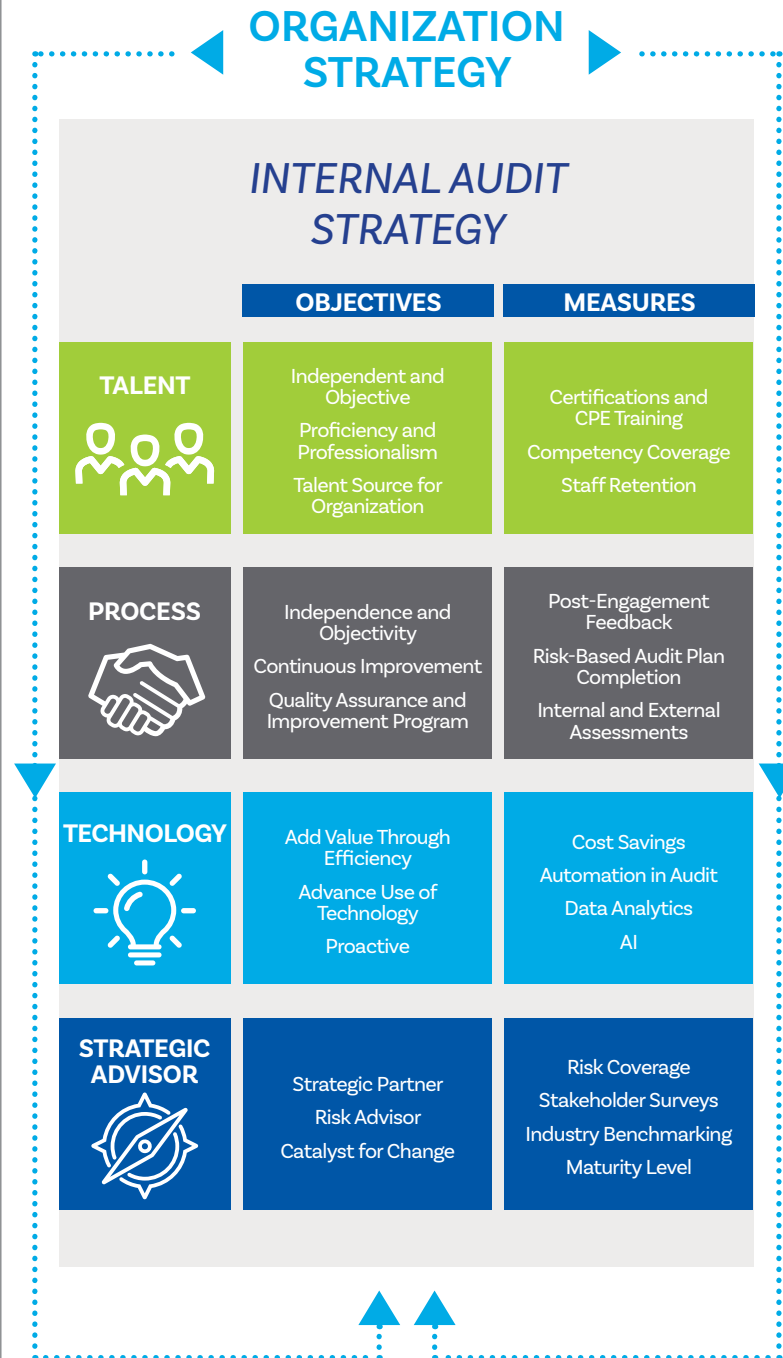 ORGANIZATION
STRATEGY
INTERNAL AUDIT
STRATEGY
OBJECTIVES
MEASURES
TALENT
Independent and
Objective
Proficiency and
Professionalism
Talent Source for
Organization
Certifications and
CPE Training
Competency Coverage
Staff Retention
PROCESS
Independence and
Objectivity
Continuous Improvement
Quality Assurance and
Improvement Program
Post-Engagement
Feedback
Risk-Based Audit Plan
Completion
Internal and External
Assessments
TECHNOLOGY
Add Value Through
Efficiency
Advance Use of
Technology
Proactive
Cost Savings
Automation in Audit
Data Analytics
AI
STRATEGIC
ADVISOR
Strategic Partner
Risk Advisor
Catalyst for Change
Risk Coverage
Stakeholder Surveys
Industry Benchmarking
Maturity Level